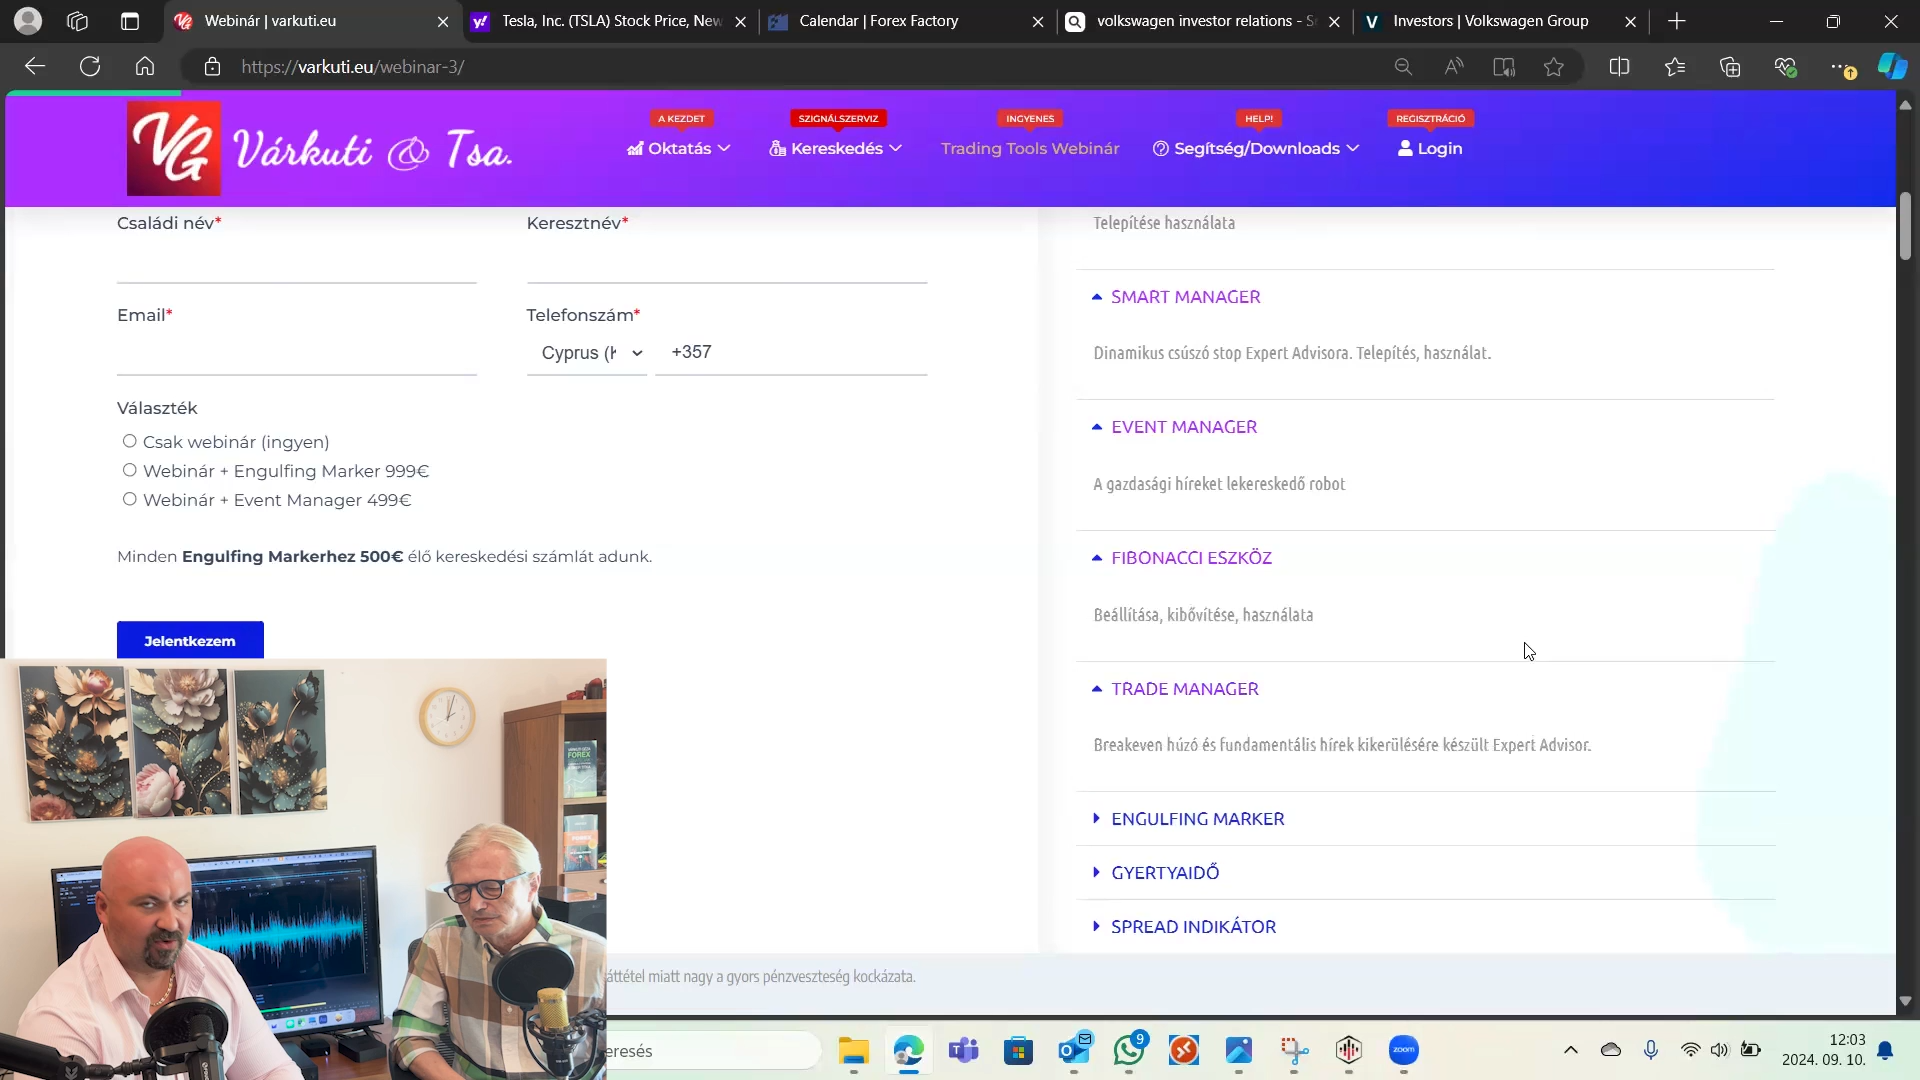 Webinár | varkuti.eu
Tesla, Inc. (TSLA) Stock Price, New
Calendar | Forex Factory
volkswagen investor relations - S
Investors | Volkswagen Group
https://varkuti.eu/webinar-3/
VG
Várkuti & Tsa.
A KEZDET
Oktatás
SZIGNÁLSZERVIZ
Kereskedés
INGYENES
Trading Tools Webinár
HELP!
Segítség/Downloads
REGISZTRÁCIÓ
Login
Családi név*
Keresztnév*
Email*
Telefonszám*
Cyprus (
+357
Választék
Csak webinár (ingyen)
Webinár + Engulfing Marker 999€
Webinár + Event Manager 499€
Minden Engulfing Markerhez 500€ élő kereskedési számlát adunk.
Jelentkezem
Telepítése használata
SMART MANAGER
Dinamikus csúszó stop Expert Advisora. Telepítés, használat.
EVENT MANAGER
A gazdasági híreket lekereskedő robot
FIBONACCI ESZKÖZ
Beállítása, kibővítése, használata
TRADE MANAGER
Breakeven húzó és fundamentális hírek kikerülésére készült Expert Advisor.
ENGULFING MARKER
GYERTYAIDŐ
SPREAD INDIKÁTOR
áttétel miatt nagy a gyors pénzveszteség kockázata.
FOREX
eresés
9
zoom
12:03
2024. 09. 10.